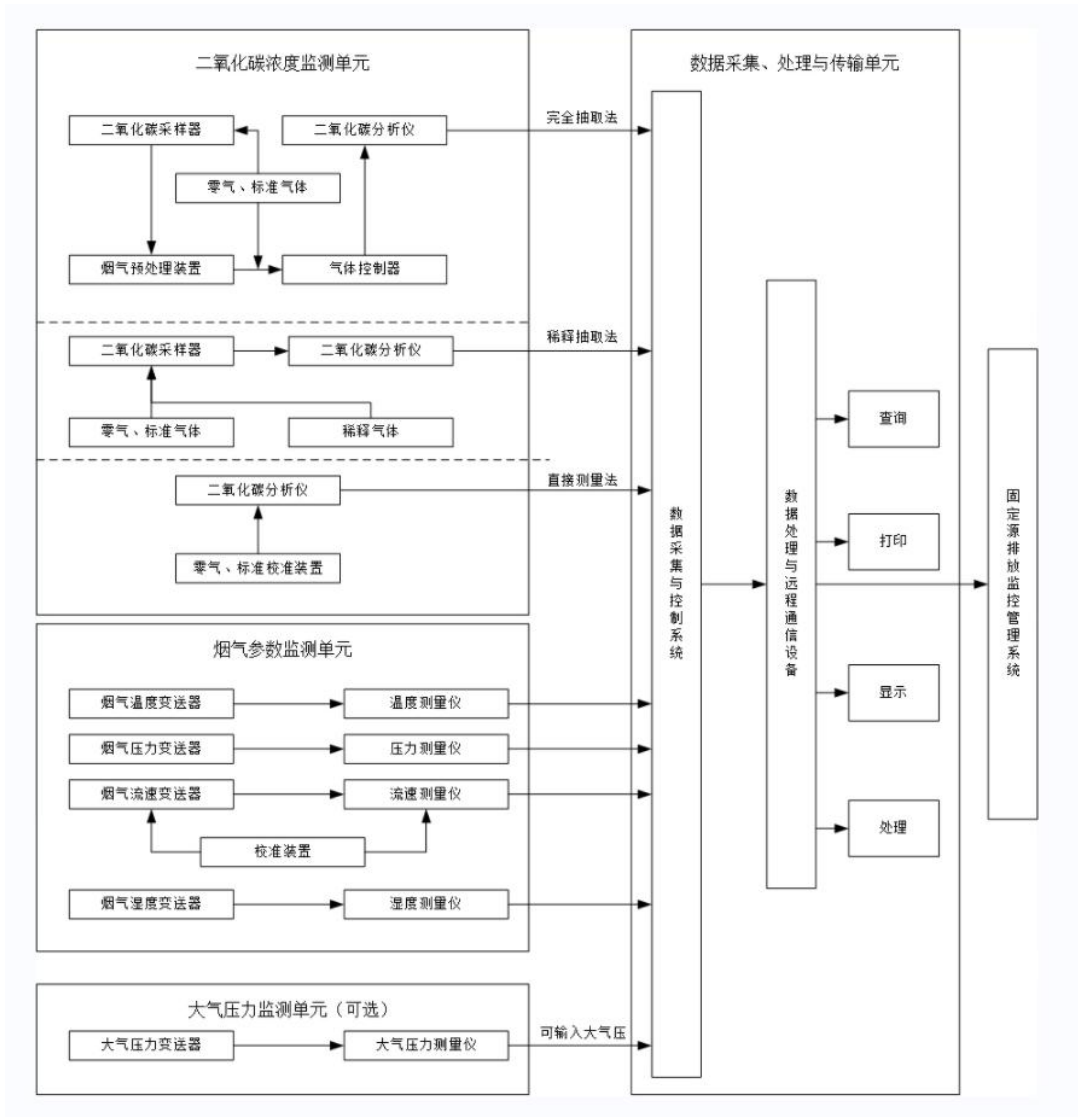 二氧化碳浓度监测单元
二氧化碳采样器
二氧化碳分析仪
零气、标准气体
烟气预处理装置
气体控制器
完全抽取法
二氧化碳采样器
二氧化碳分析仪
稀释抽取法
零气、标准气体
稀释气体
二氧化碳分析仪
直接测量法
零气、标准校准装置
烟气参数监测单元
烟气温度变送器
温度测量仪
烟气压力变送器
压力测量仪
烟气流速变送器
流速测量仪
校准装置
烟气湿度变送器
湿度测量仪
大气压力监测单元（可选）
大气压力变送器
大气压力测量仪
可输入大气压
数据采集、处理与传输单元
数据采集与控制系统
数据处理与远程通信设备
查询
打印
显示
处理
固定源排放监控管理系统